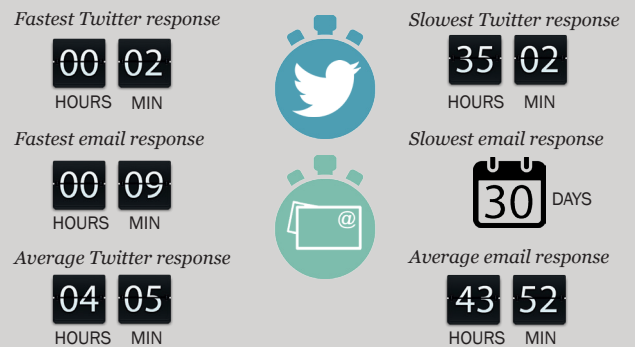 Fastest Twitter response
00 02
HOURS MIN
Slowest Twitter response
35 02
HOURS MIN
Fastest email response
00 09
HOURS MIN
@
Slowest email response
30 DAYS
Average Twitter response
04 05
HOURS MIN
Average email response
43 52
HOURS MIN